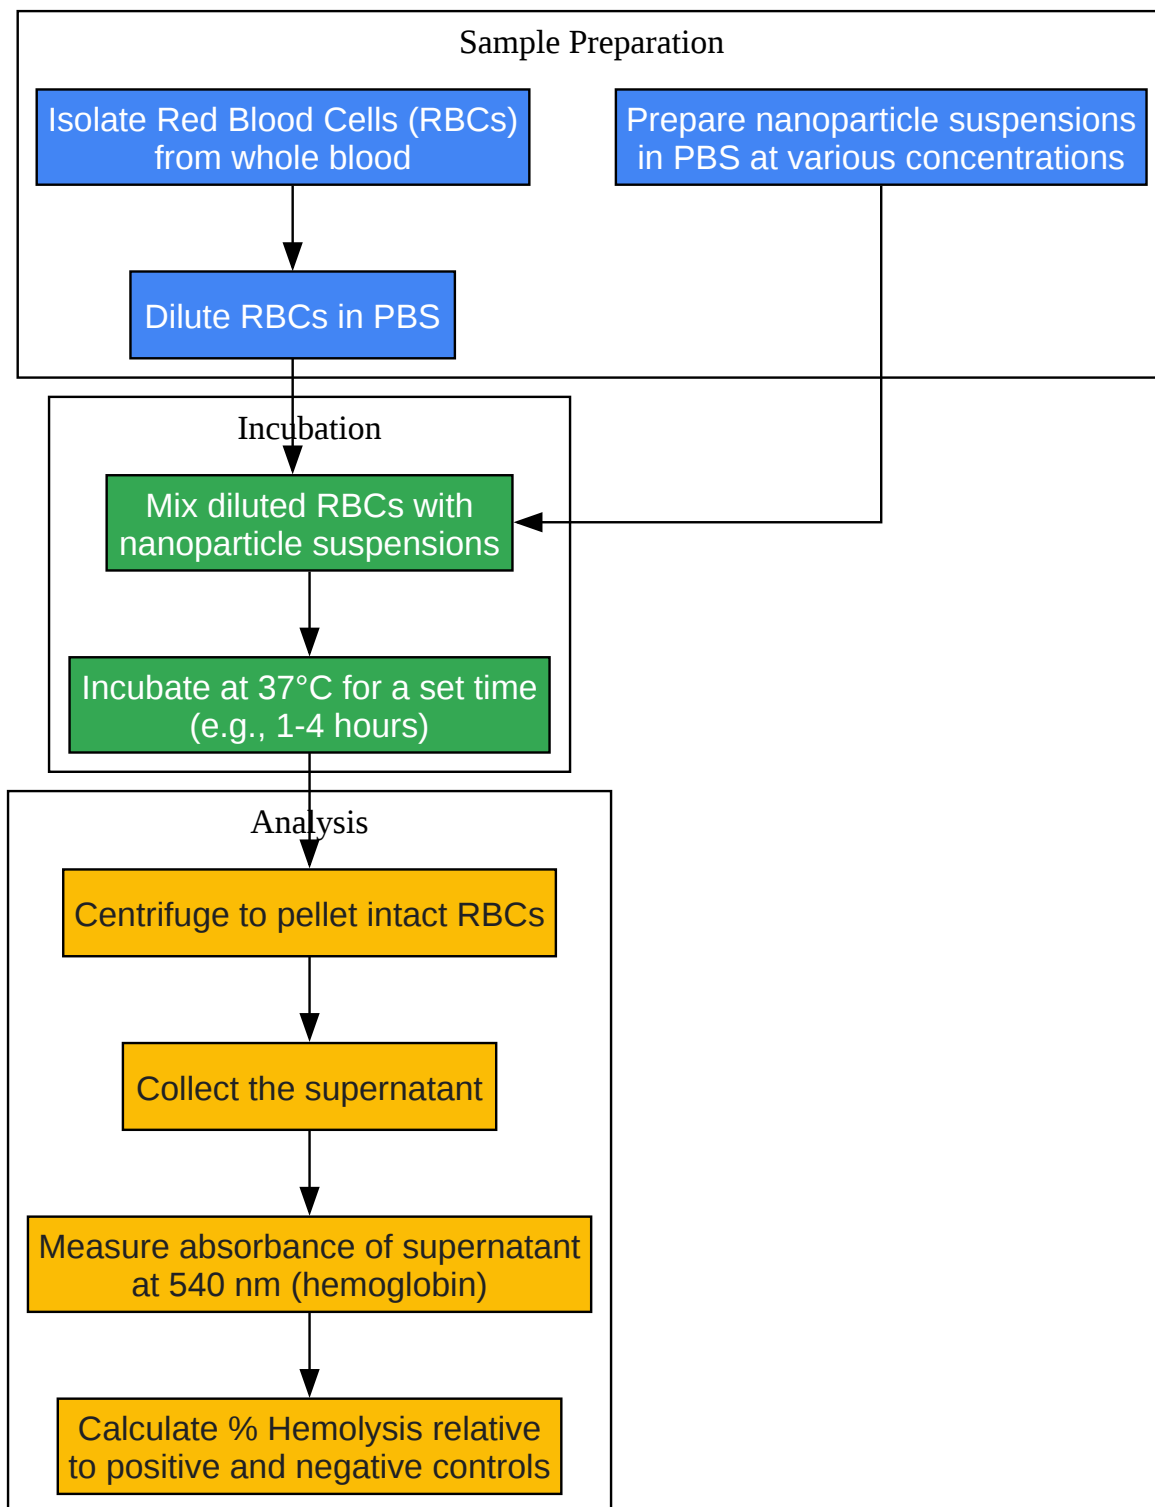 Sample Preparation
Isolate Red Blood Cells (RBCs)
from whole blood
Prepare nanoparticle suspensions
in PBS at various concentrations
Dilute RBCs in PBS
Incubation
Mix diluted RBCs with
nanoparticle suspensions
Incubate at 37°C for a set time
(e.g., 1-4 hours)
Analysis
Centrifuge to pellet intact RBCs
Collect the supernatant
Measure absorbance of supernatant
at 540 nm (hemoglobin)
Calculate % Hemolysis relative
to positive and negative controls